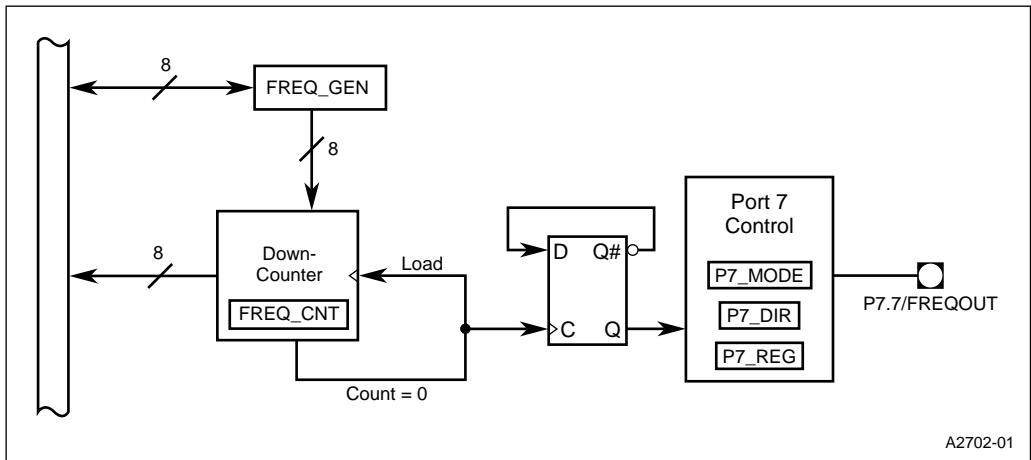 8
FREQ_GEN
8
8
Down-
Counter
FREQ_CNT
Load
Count = 0
D Q#
C Q
Port 7
Control
P7_MODE
P7_DIR
P7_REG
P7.7/FREQOUT
A2702-01